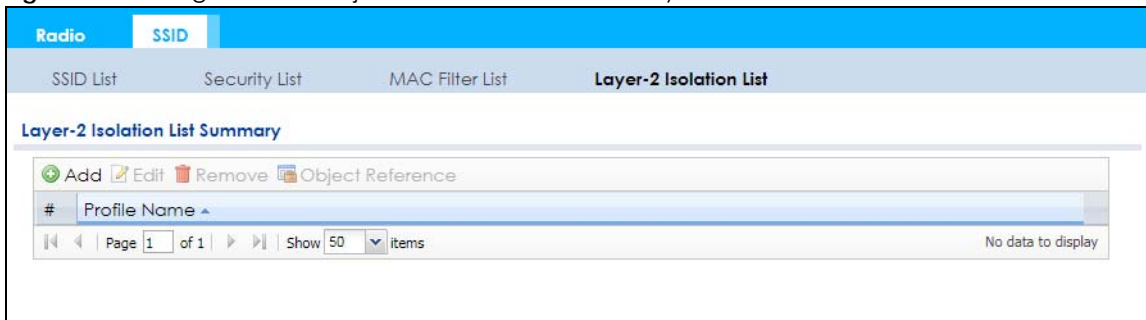 Radio SSID
SSID List Security List MAC Filter List Layer-2 Isolation List
Layer-2 Isolation List Summary
Add Edit Remove Object Reference
# Profile Name
Page 1 of 1 Show 50 items No data to display